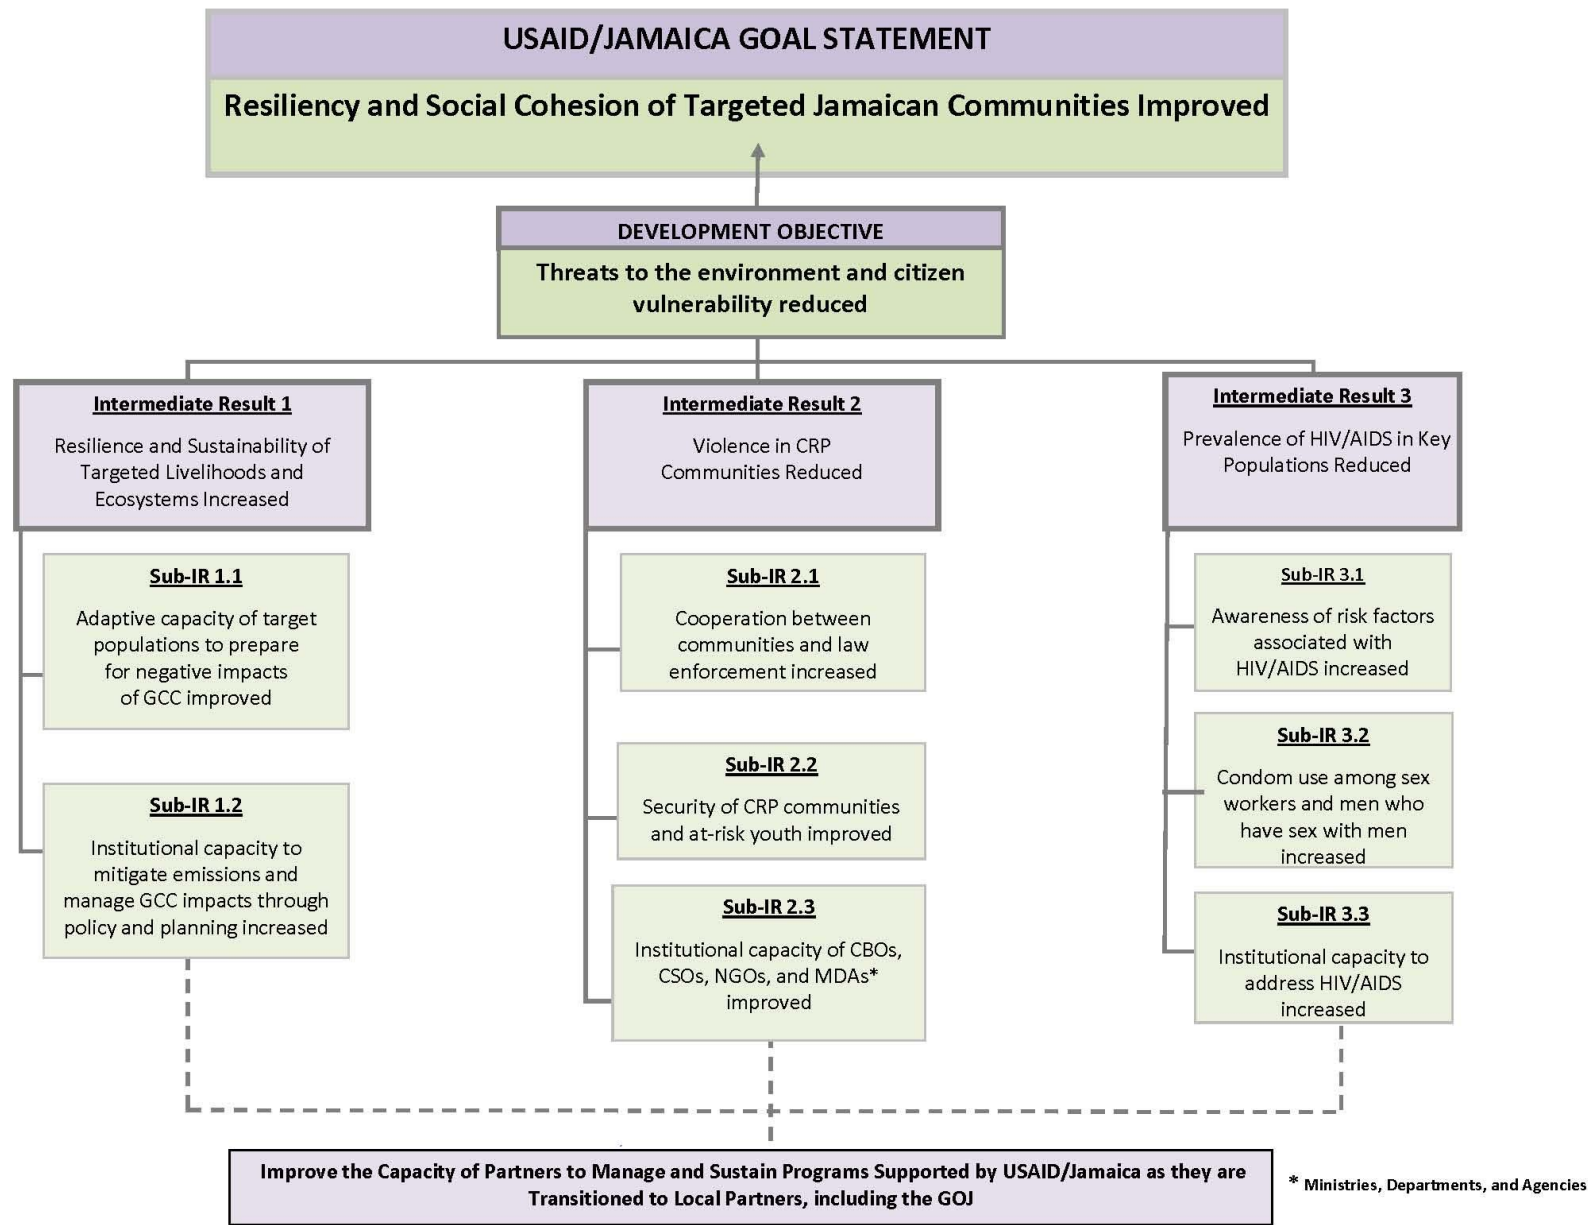 USAID/JAMAICA GOAL STATEMENT
Resiliency and Social Cohesion of Targeted Jamaican Communities Improved
DEVELOPMENT OBJECTIVE
Threats to the environment and citizen
vulnerability reduced
Intermediate Result 1
Resilience and Sustainability of
Targeted Livelihoods and
Ecosystems Increased
Sub-IR 1.1
Adaptive capacity of target
populations to prepare
for negative impacts
of GCC improved
Sub-IR 1.2
Institutional capacity to
mitigate emissions and
manage GCC impacts through
policy and planning increased
Intermediate Result 2
Violence in CRP
Communities Reduced
Sub-IR 2.1
Cooperation between
communities and law
enforcement increased
Sub-IR 2.2
Security of CRP communities
and at-risk youth improved
Sub-IR 2.3
Institutional capacity of CBOs,
CSOs, NGOs, and MDAs*
improved
Intermediate Result 3
Prevalence of HIV/AIDS in Key
Populations Reduced
Sub-IR 3.1
Awareness of risk factors
associated with
HIV/AIDS increased
Sub-IR 3.2
Condom use among sex
workers and men who
have sex with men
increased
Sub-IR 3.3
Institutional capacity to
address HIV/AIDS
increased
Improve the Capacity of Partners to Manage and Sustain Programs Supported by USAID/Jamaica as they are
Transitioned to Local Partners, including the GOJ
* Ministries, Departments, and Agencies